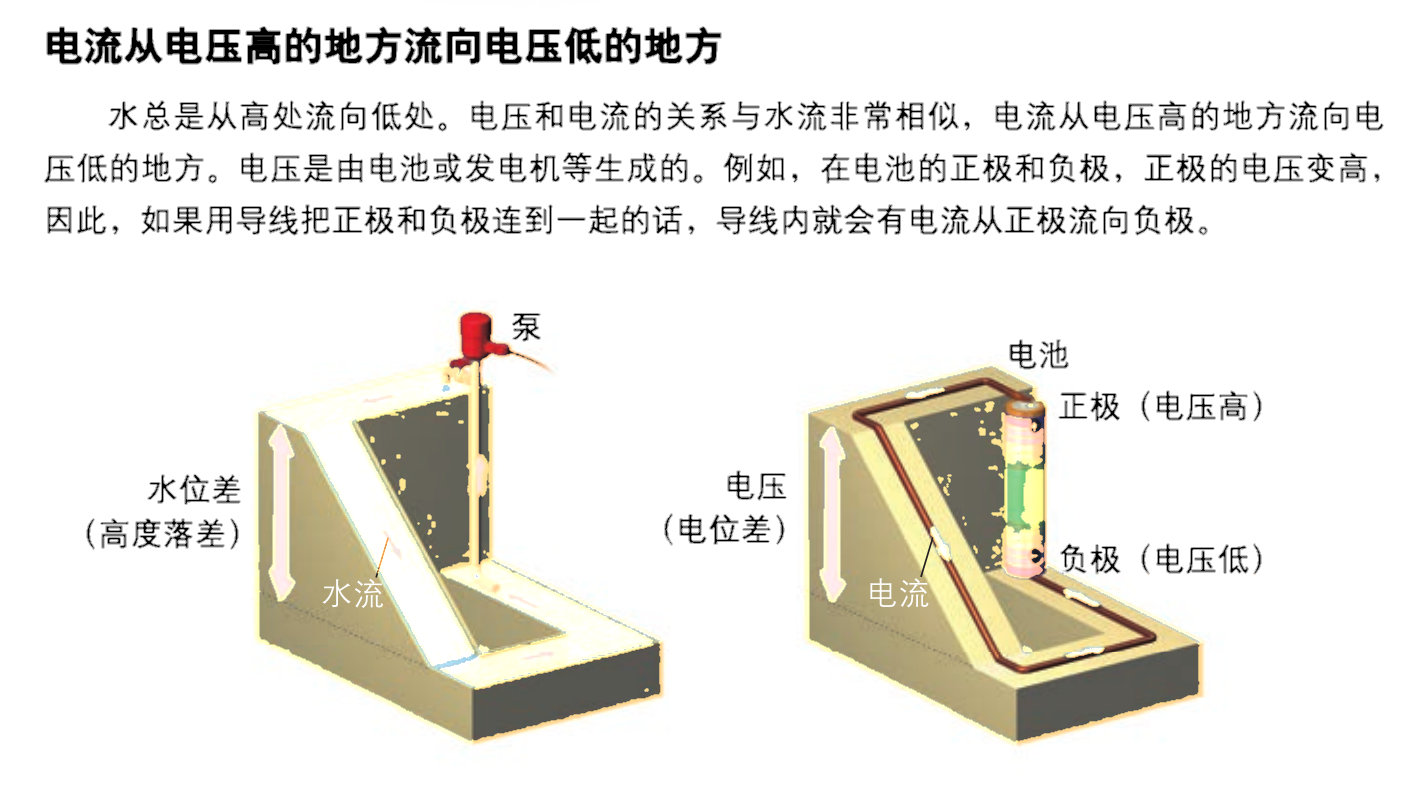 电流从电压高的地方流向电压低的地方
水总是从高处流向低处。电压和电流的关系与水流非常相似，电流从电压高的地方流向电
压低的地方。电压是由电池或发电机等生成的。例如，在电池的正极和负极，正极的电压变高，
因此，如果用导线把正极和负极连到一起的话，导线内就会有电流从正极流向负极。
泵
水位差
（高度落差）
水流
电池
正极（电压高）
电压
（电位差）
负极（电压低）
电流